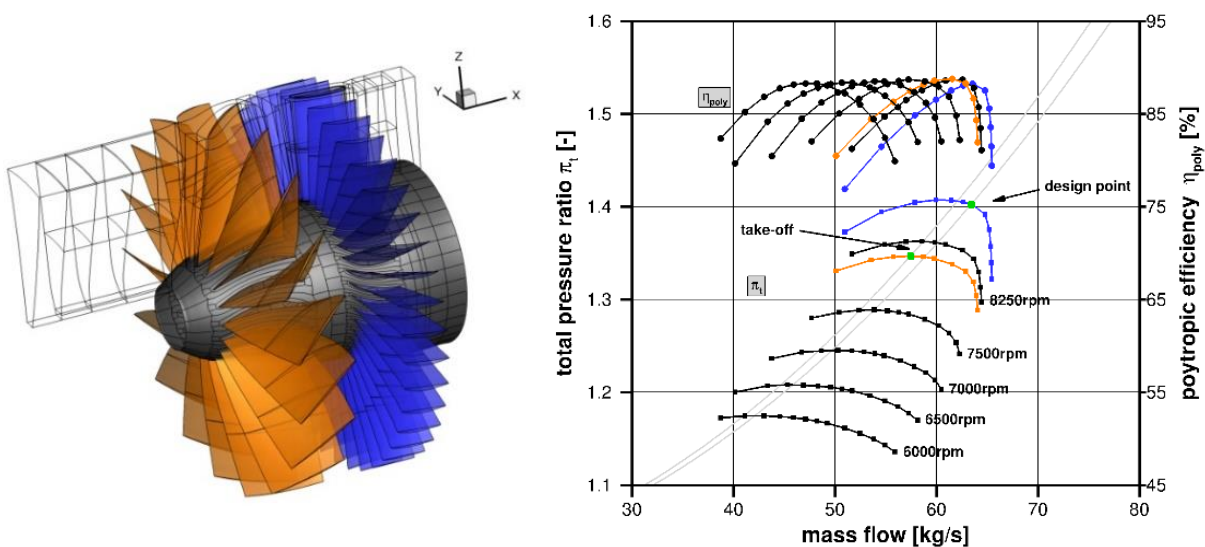 Z
Y
X
1.6
1.5
1.4
1.3
1.2
1.1
total pressure ratio πt [-]
95
85
75
65
55
45
poytropic efficiency ηpoly [%]
ηpoly
design point
take-off
πt
8250rpm
7500rpm
7000rpm
6500rpm
6000rpm
30 40 50 60 70 80
mass flow [kg/s]